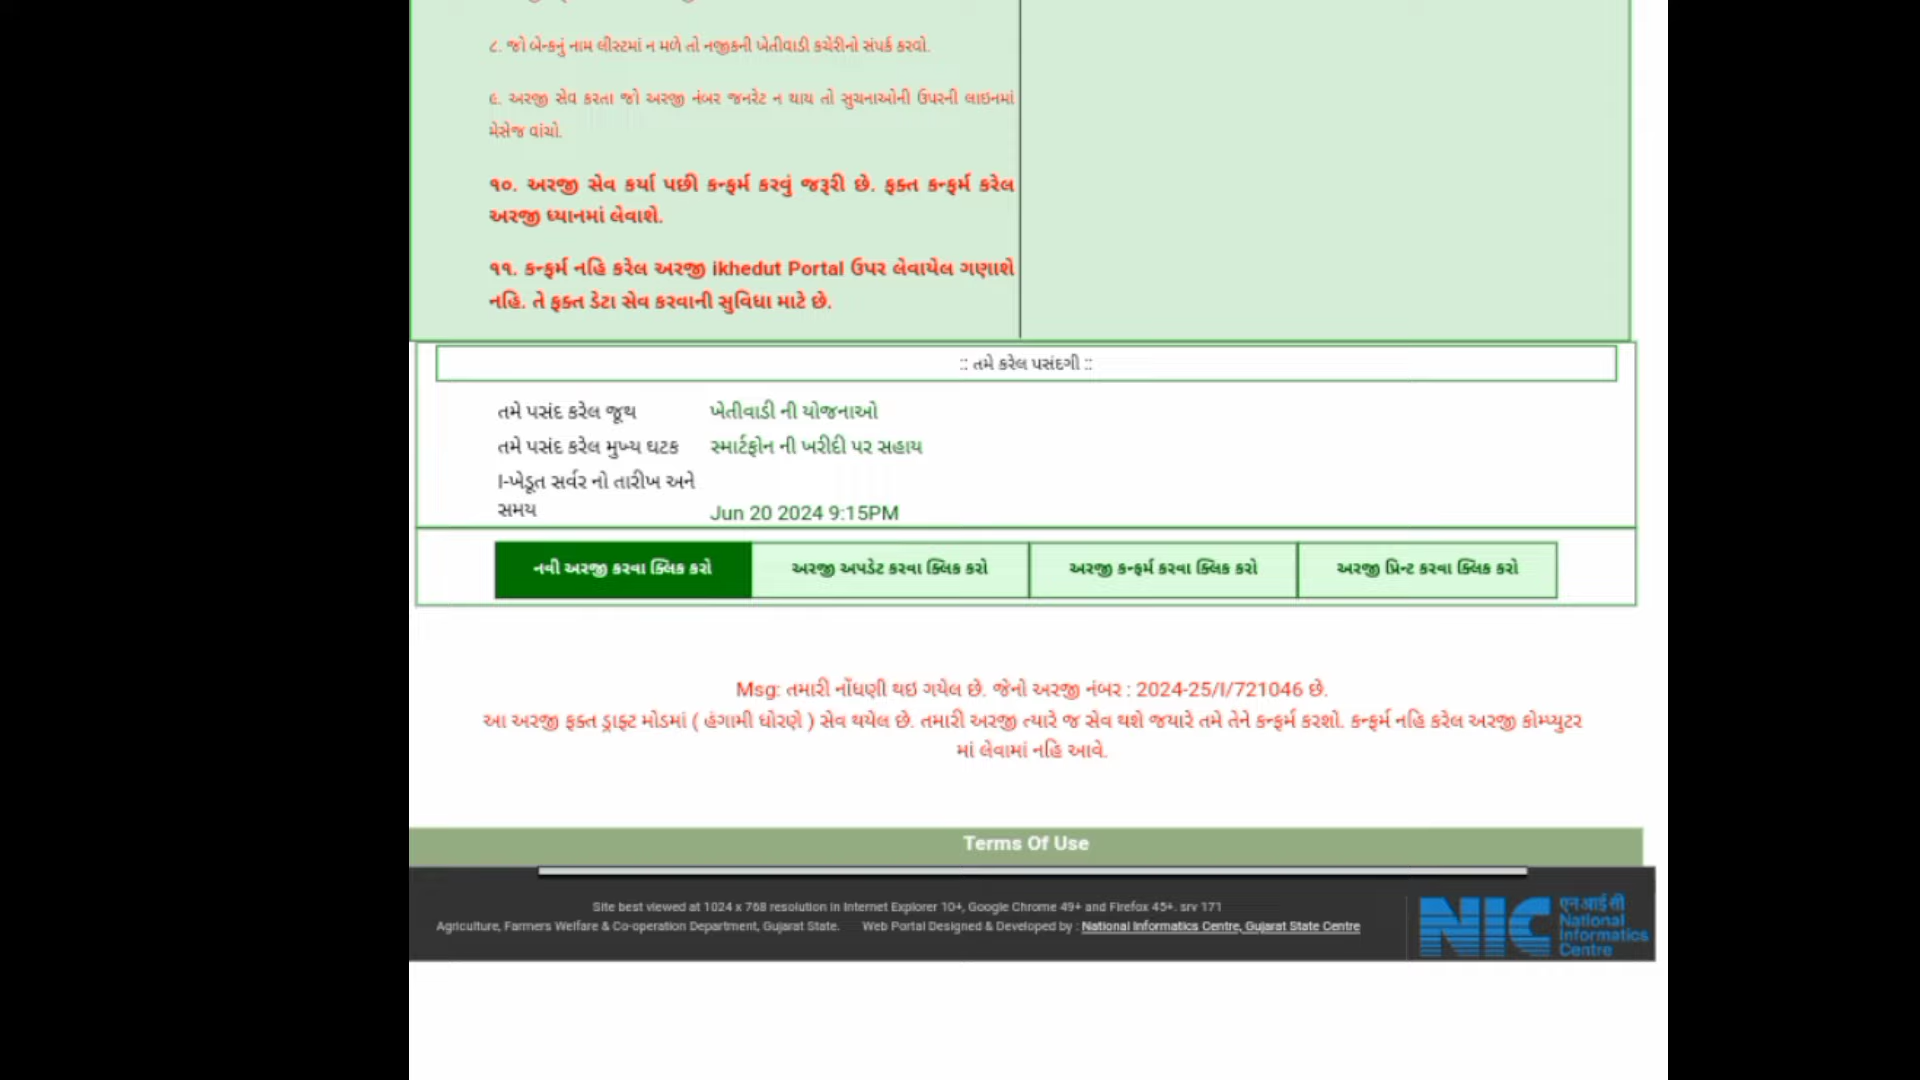 ૮. જો બેન્કનું નામ લીસ્ટમાં ન મળે તો નજીકની ખેતીવાડી કચેરીનો સંપર્ક કરવો.
૯. અરજી સેવ કરતા જો અરજી નંબર જનરેટ ન થાય તો સુચનાઓની ઉપરની લાઇનમાં
મેસેજ વાંચો.
૧૦. અરજી સેવ કર્યા પછી કન્ફર્મ કરવું જરૂરી છે. ફક્ત કન્ફર્મ કરેલ
અરજી ધ્યાનમાં લેવાશે.
૧૧. કન્ફર્મ નહિ કરેલ અરજી ikhedut Portal ઉપર લેવાયેલ ગણાશે
નહિ. તે ફક્ત ડેટા સેવ કરવાની સુવિધા માટે છે.
:: તમે કરેલ પસંદગી ::
તમે પસંદ કરેલ જૂથ ખેતીવાડી ની યોજનાઓ
તમે પસંદ કરેલ મુખ્ય ઘટક સ્માર્ટફોન ની ખરીદી પર સહાય
I-ખેડૂત સર્વર નો તારીખ અને
સમય Jun 20 2024 9:15PM
નવી અરજી કરવા ક્લિક કરો અરજી અપડેટ કરવા ક્લિક કરો અરજી કન્ફર્મ કરવા ક્લિક કરો અરજી પ્રિન્ટ કરવા ક્લિક કરો
Msg: તમારી નોંધણી થઇ ગયેલ છે. જેનો અરજી નંબર : 2024-25/I/721046 છે.
આ અરજી ફક્ત ડ્રાફ્ટ મોડમાં ( હંગામી ધોરણે ) સેવ થયેલ છે. તમારી અરજી ત્યારે જ સેવ થશે જયારે તમે તેને કન્ફર્મ કરશો. કન્ફર્મ નહિ કરેલ અરજી કોમ્પ્યુટર
માં લેવામાં નહિ આવે.
Terms Of Use
Site best viewed at 1024 x 768 resolution in Internet Explorer 10+, Google Chrome 49+ and Firefox 45+. srv 171
Agriculture, Farmers Welfare & Co-operation Department, Gujarat State. Web Portal Designed & Developed by : National Informatics Centre, Gujarat State Centre
NIC
एन आई सी
National
Informatics
Centre